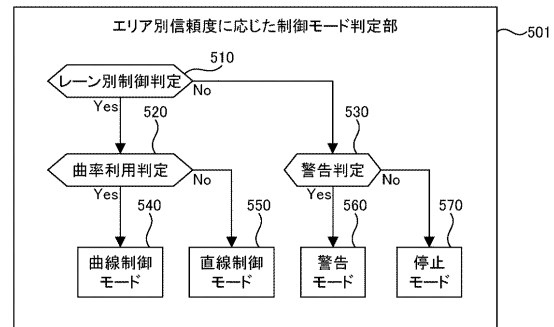 エリア別信頼度に応じた制御モード判定部
501
510
レーン別制御判定
Yes
No
520
530
曲率利用判定
警告判定
Yes
No
Yes
No
540
550
560
570
曲線制御
モード
直線制御
モード
警告
モード
停止
モード